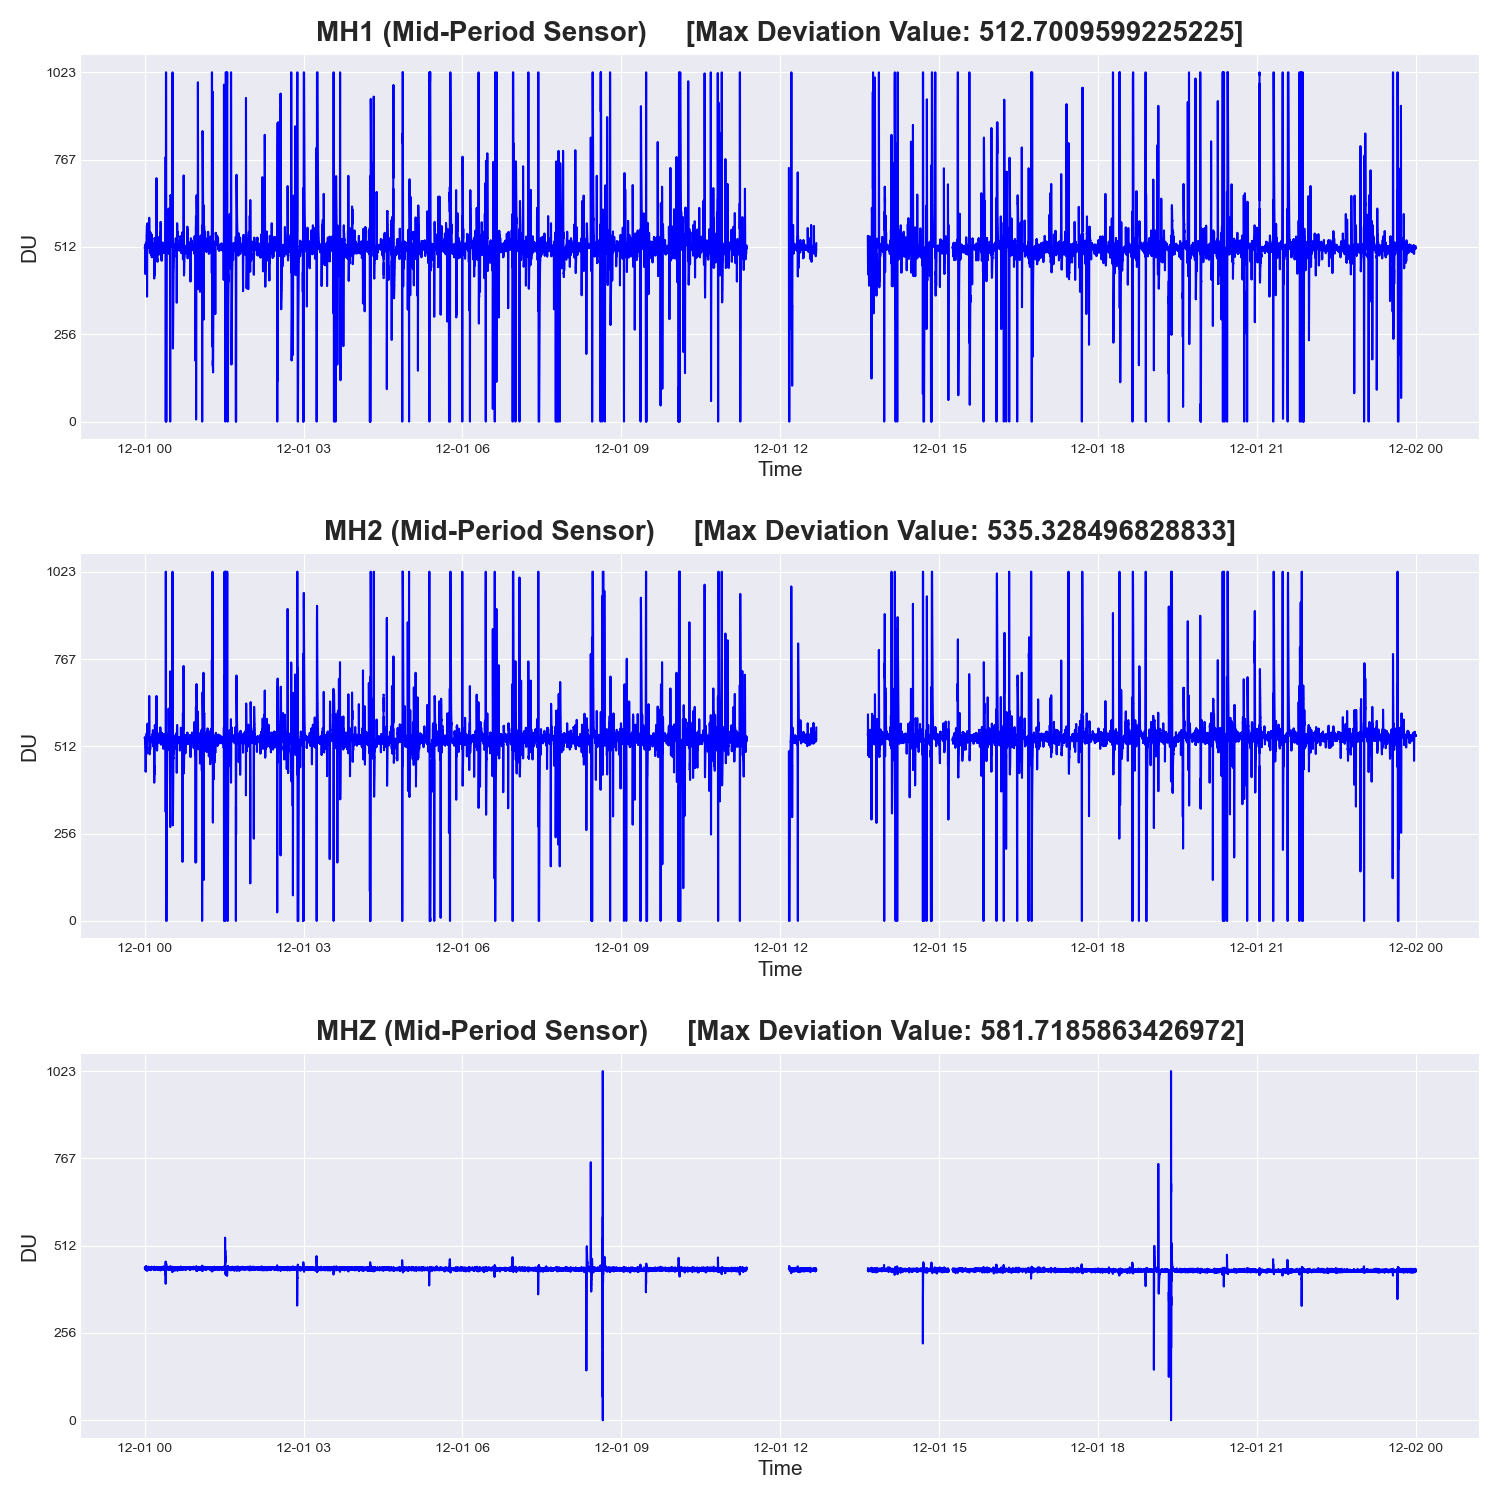 MH1 (Mid-Period Sensor) [Max Deviation Value: 512.7009599225225]
1023
767
512
256
0
DU
12-01 00 12-01 03 12-01 06 12-01 09 12-01 12 12-01 15 12-01 18 12-01 21 12-02 00
Time
MH2 (Mid-Period Sensor) [Max Deviation Value: 535.328496828833]
1023
767
512
256
0
DU
12-01 00 12-01 03 12-01 06 12-01 09 12-01 12 12-01 15 12-01 18 12-01 21 12-02 00
Time
MHZ (Mid-Period Sensor) [Max Deviation Value: 581.7185863426972]
1023
767
512
256
0
DU
12-01 00 12-01 03 12-01 06 12-01 09 12-01 12 12-01 15 12-01 18 12-01 21 12-02 00
Time